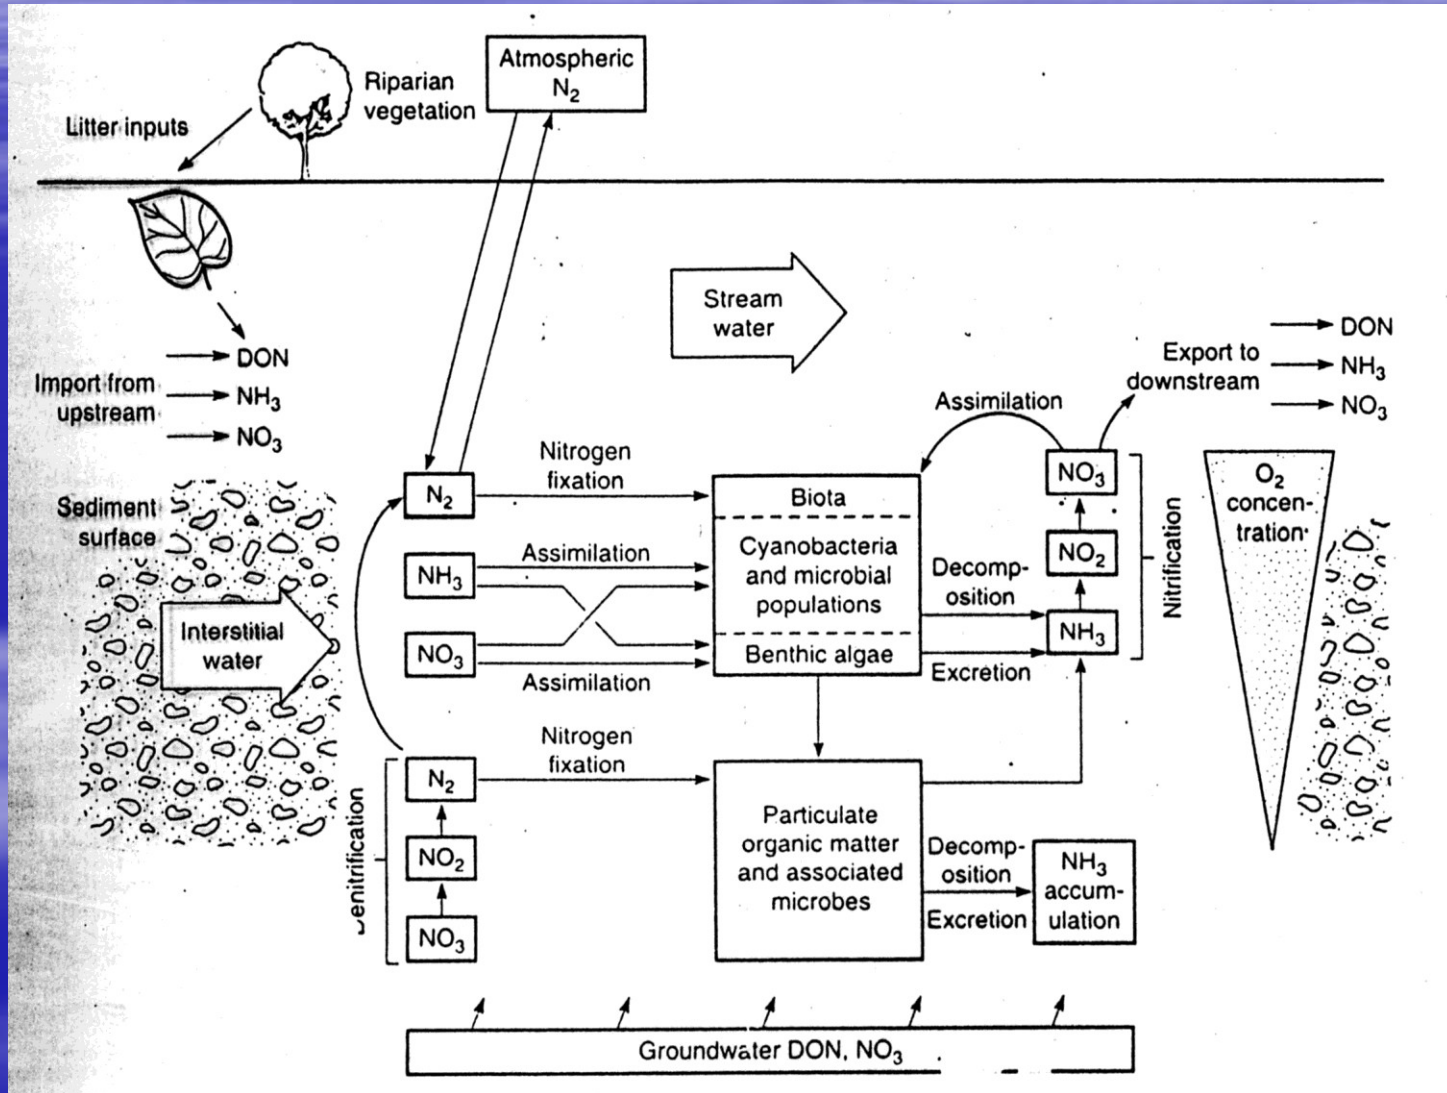 Atmospheric
N2
Riparian
vegetation
Litter inputs
Stream
water
DON
NH3
NO3
Import from
upstream
Export to
downstream
DON
NH3
NO3
Assimilation
Nitrogen
fixation
N2
Biota
NO3
O2
concen-
tration
Sediment
surface
Assimilation
NH3
Cyanobacteria
and microbial
populations
Decomp-
osition
NO2
Nitrification
Interstitial
water
NO3
Benthic algae
NH3
Assimilation
Excretion
Nitrogen
fixation
N2
Particulate
organic matter
and associated
microbes
enitrification
NO2
Decomp-
osition
NH3
accum-
ulation
Excretion
NO3
Groundwater DON, NO3